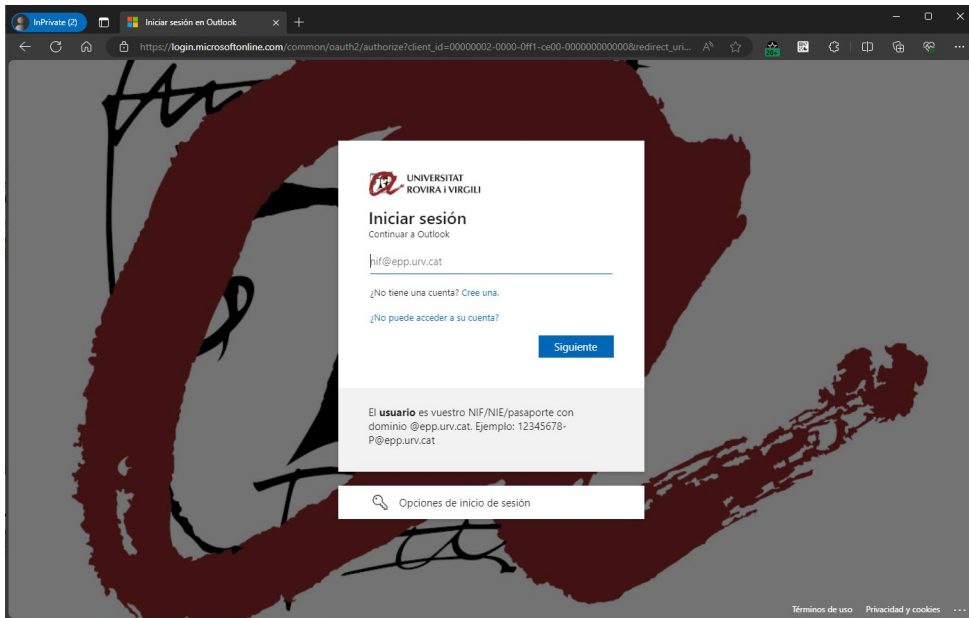 InPrivate (2)
Iniciar sesión en Outlook
https://login.microsoftonline.com/common/oauth2/authorize?client_id=00000002-0000-0ff1-ce00-000000000000&redirect_uri...
UNIVERSITAT
ROVIRA i VIRGILI
Iniciar sesión
Continuar a Outlook
nif@epp.urv.cat
¿No tiene una cuenta? Cree una.
¿No puede acceder a su cuenta?
Siguiente
El usuario es vuestro NIF/NIE/pasaporte con
dominio @epp.urv.cat. Ejemplo: 12345678-
P@epp.urv.cat
Opciones de inicio de sesión
Términos de uso Privacidad y cookies ...